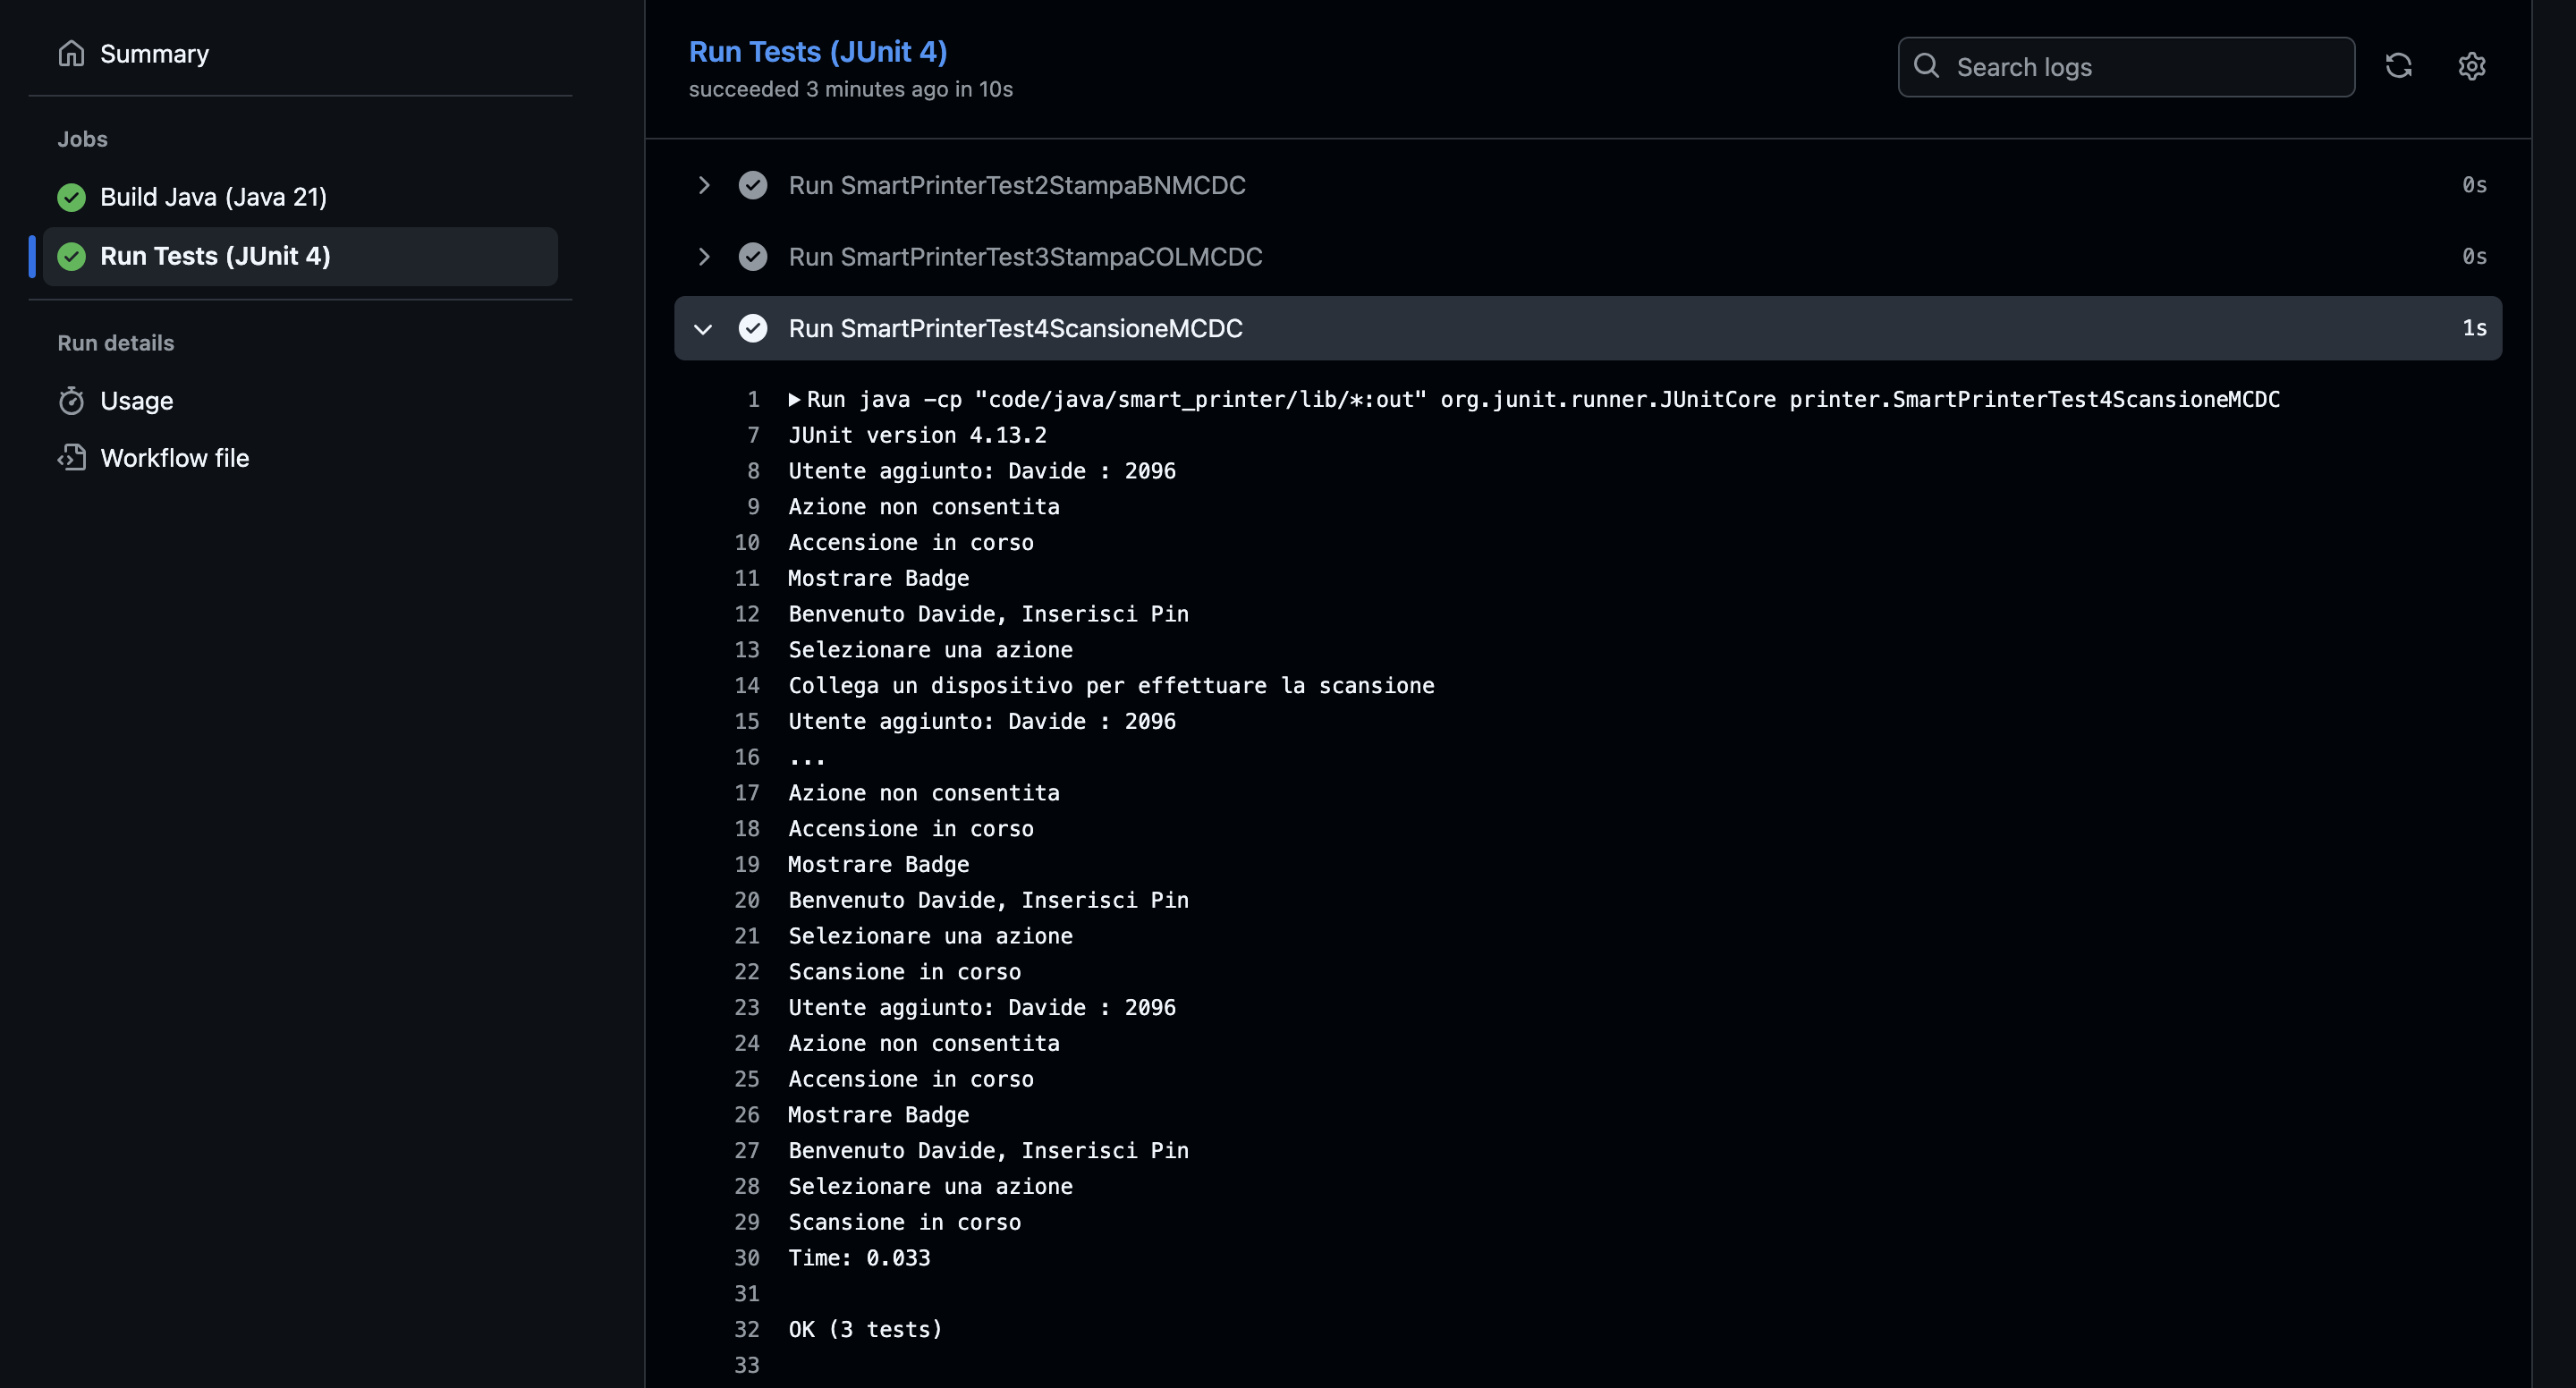 Summary
Jobs
Build Java (Java 21)
Run Tests (JUnit 4)
Run details
Usage
Workflow file
Run Tests (JUnit 4)
succeeded 3 minutes ago in 10s
Search logs
Run SmartPrinterTest2StampaBNMCDC 0s
Run SmartPrinterTest3StampaCOLMCDC 0s
Run SmartPrinterTest4ScansioneMCDC 1s
1 Run java -cp "code/java/smart_printer/lib/*:out" org.junit.runner.JUnitCore printer.SmartPrinterTest4ScansioneMCDC
7 JUnit version 4.13.2
8 Utente aggiunto: Davide : 2096
9 Azione non consentita
10 Accensione in corso
11 Mostrare Badge
12 Benvenuto Davide, Inserisci Pin
13 Selezionare una azione
14 Collega un dispositivo per effettuare la scansione
15 Utente aggiunto: Davide : 2096
16 ...
17 Azione non consentita
18 Accensione in corso
19 Mostrare Badge
20 Benvenuto Davide, Inserisci Pin
21 Selezionare una azione
22 Scansione in corso
23 Utente aggiunto: Davide : 2096
24 Azione non consentita
25 Accensione in corso
26 Mostrare Badge
27 Benvenuto Davide, Inserisci Pin
28 Selezionare una azione
29 Scansione in corso
30 Time: 0.033
31
32 OK (3 tests)
33